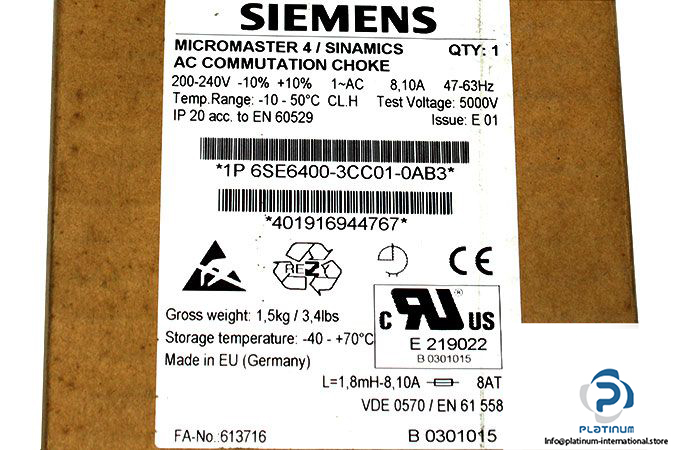 SIEMENS
MICROMASTER 4 / SINAMICS QTY: 1
AC COMMUTATION CHOKE
200-240V -10% +10% 1~AC 8,10A 47-63Hz
Temp.Range: -10 - 50°C CL.H Test Voltage: 5000V
IP 20 acc. to EN 60529 Issue: E 01
*1P 6SE6400-3CC01-0AB3*
*401916944767*
REZY
CE
Gross weight: 1,5kg / 3,4lbs
C RU ® US
Storage temperature: -40 - +70°C
E 219022
B 0301015
Made in EU (Germany)
L=1,8mH-8,10A 8AT
VDE 0570 / EN 61 558
FA-No.:613716 B 0301015
PLATINUM
info@platinum-international.store